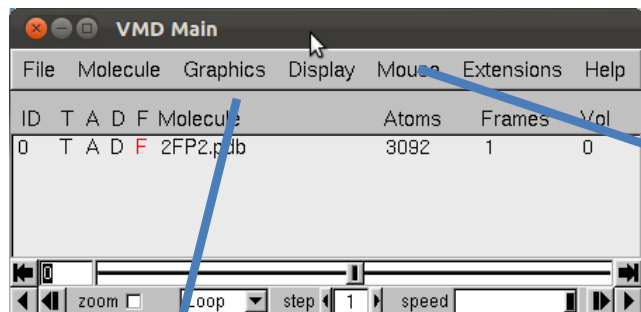 VMD Main
File Molecule Graphics Display Mouse Extensions Help
ID T A D F Molecule Atoms Frames Vol
0 T A D F 2FP2.pdb 3092 1 0
0
zoom Loop step 1 speed